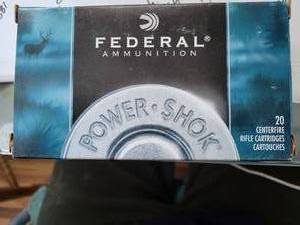 FEDERAL®
AMMUNITION
POWER·SHOK
20
CENTERFIRE
RIFLE CARTRIDGES
CARTOUCHES